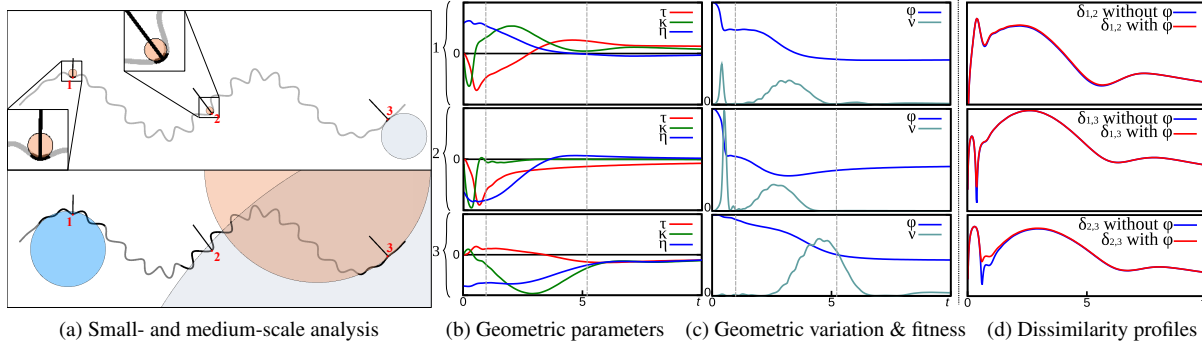 1
2
3
1
2
3
(a) Small- and medium-scale analysis
1
0
τ
κ
η
2
0
τ
κ
η
3
0
τ
κ
η
5
t
(b) Geometric parameters
φ
ν
0
φ
ν
0
φ
ν
0
5
t
(c) Geometric variation & fitness
δ1,2 without φ
δ1,2 with φ
δ1,3 without φ
δ1,3 with φ
δ2,3 without φ
δ2,3 with φ
0
5
t
(d) Dissimilarity profiles